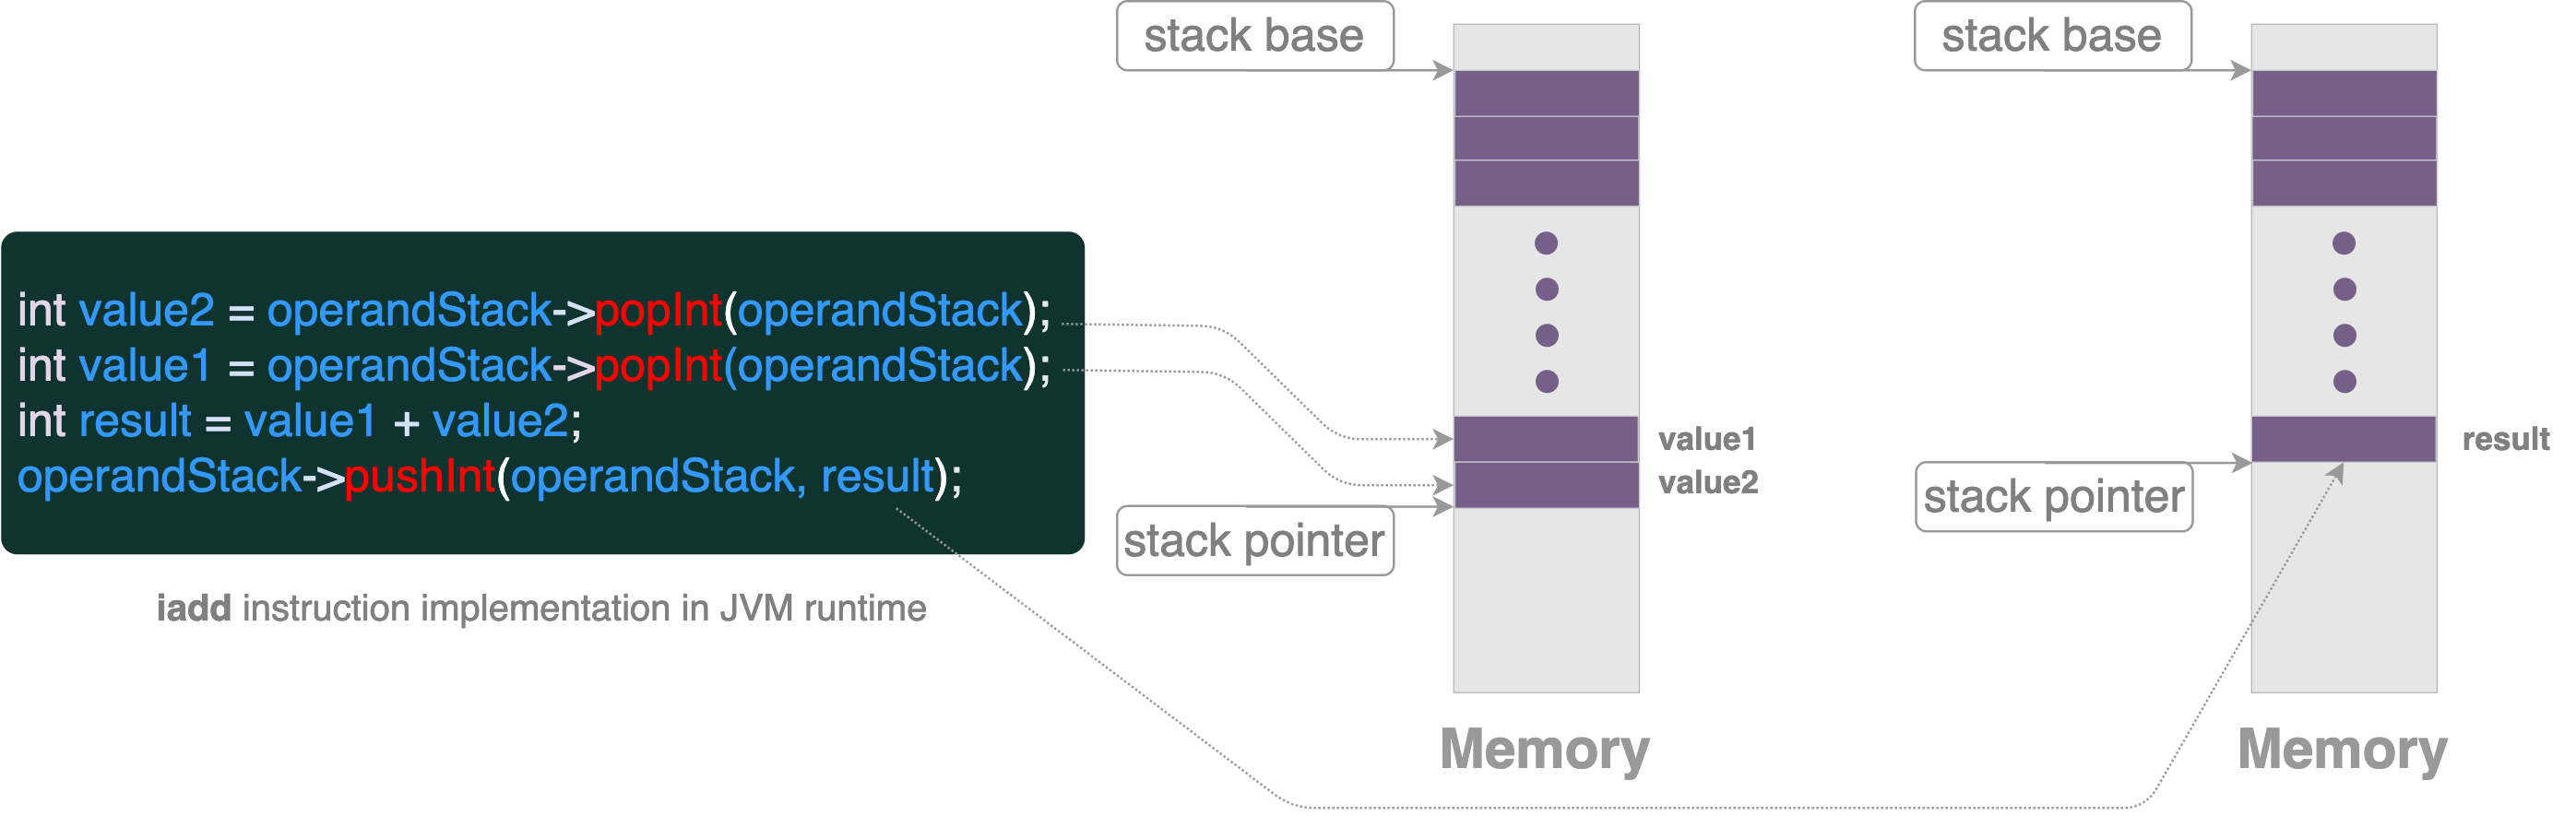 stack base
stack base
int value2 = operandStack->popInt(operandStack);
int value1 = operandStack->popInt(operandStack);
int result = value1 + value2;
operandStack->pushInt(operandStack, result);
iadd instruction implementation in JVM runtime
value1
value2
stack pointer
result
stack pointer
Memory
Memory